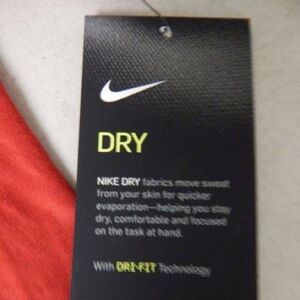 DRY
NIKE DRY fabrics move sweat
from your skin for quicker
evaporation—helping you stay
dry, comfortable and focused
on the task at hand.
With DRI-FIT Technology